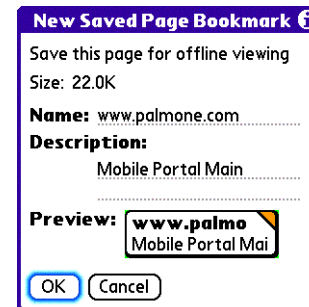 New Saved Page Bookmark
Save this page for offline viewing
Size: 22.0K
Name: www.palmone.com
Description:
Mobile Portal Main
Preview: www.palmo
Mobile Portal Mai
OK Cancel